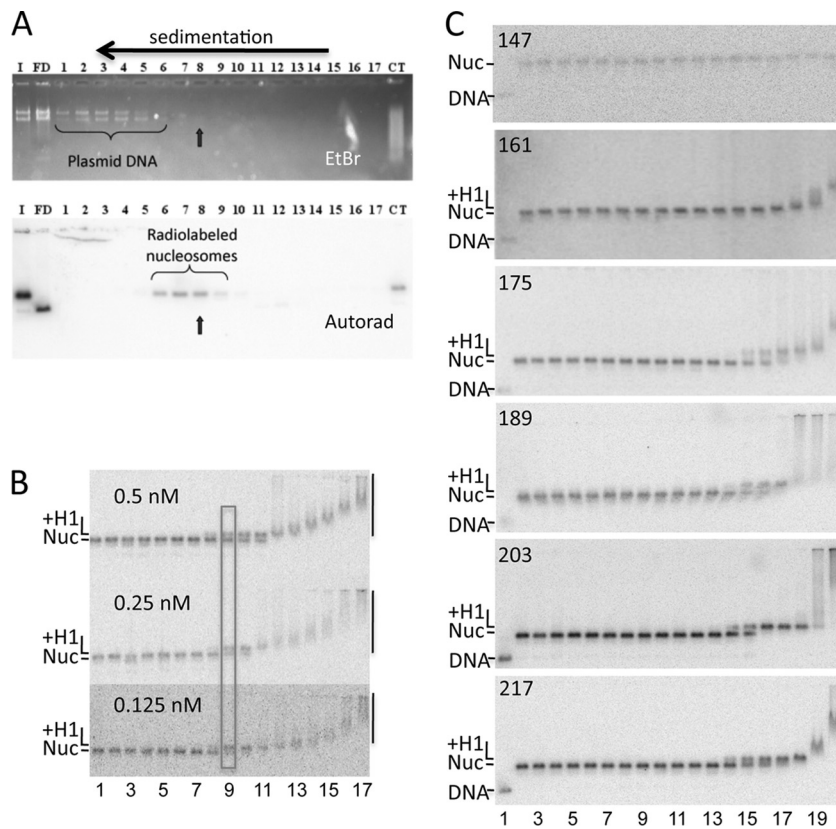 A
sedimentation
I FD 1 2 3 4 5 6 7 8 9 10 11 12 13 14 15 16 17 CT
Plasmid DNA
EtBr
I FD 1 2 3 4 5 6 7 8 9 10 11 12 13 14 15 16 17 CT
Radiolabeled
nucleosomes
Autorad
B
0.5 nM
+H1
Nuc
0.25 nM
+H1
Nuc
0.125 nM
+H1
Nuc
1 3 5 7 9 11 13 15 17
C
147
Nuc
DNA
161
+H1
Nuc
DNA
175
+H1
Nuc
DNA
189
+H1
Nuc
DNA
203
+H1
Nuc
DNA
217
+H1
Nuc
DNA
1 3 5 7 9 11 13 15 17 19